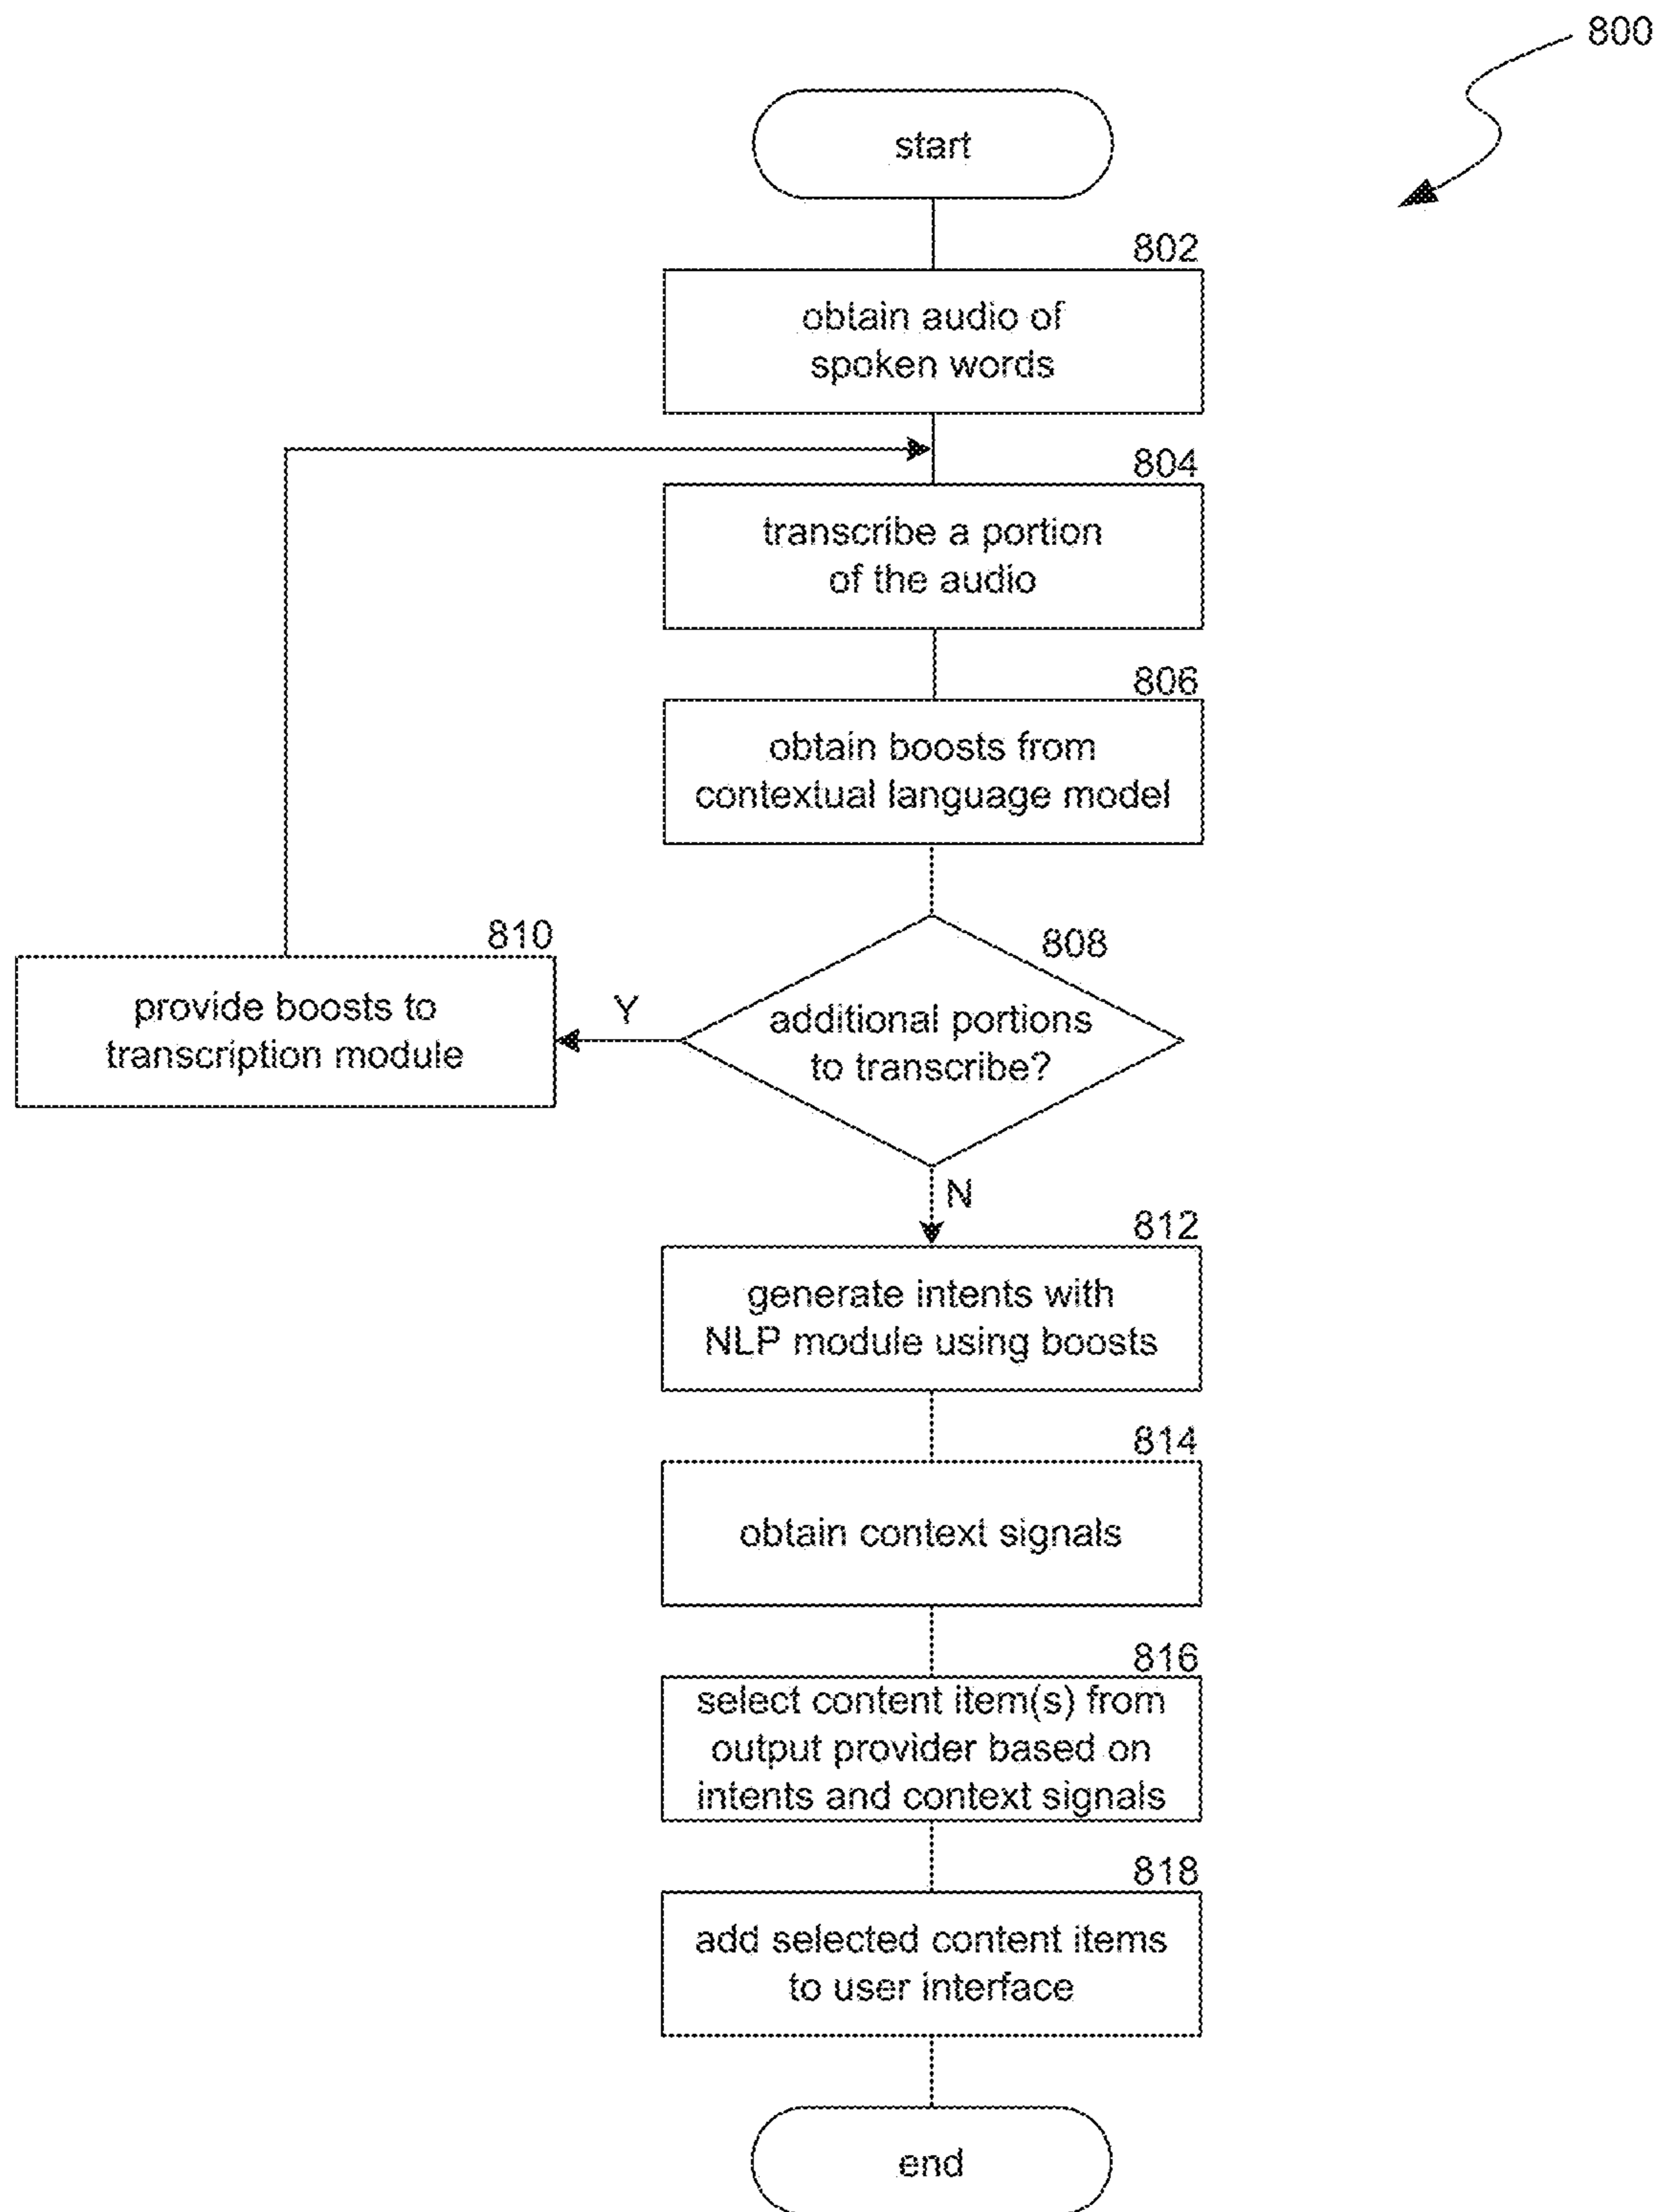 800
start
802
obtain audio of
spoken words
804
transcribe a portion
of the audio
806
obtain boosts from
contextual language model
808
additional portions
to transcribe?
Y
810
provide boosts to
transcription module
N
812
generate intents with
NLP module using boosts
814
obtain context signals
816
select content item(s) from
output provider based on
intents and context signals
818
add selected content items
to user interface
end